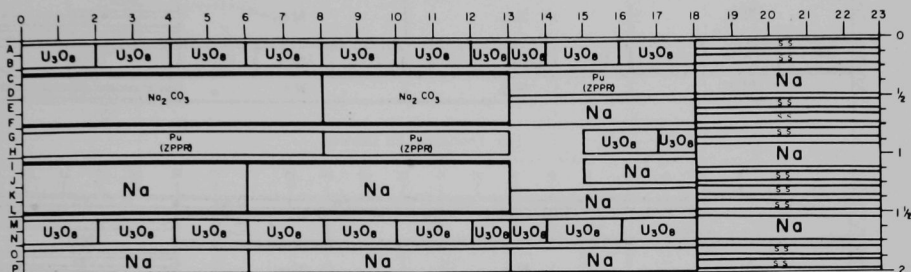 0 1 2 3 4 5 6 7 8 9 10 11 12 13 14 15 16 17 18 19 20 21 22 23
A 0
B U3O8 U3O8 U3O8 U3O8 U3O8 U3O8 U3O8 U3O8 U3O8 U3O8 SS
SS
C Pu
D (ZPPR) Na
Na2 CO3 Na2 CO3 1/2
E Na SS
F SS
G Pu Pu U3O8 U3O8 SS
H (ZPPR) (ZPPR) Na 1
I
J Na Na Na SS
K Na SS
L SS 1 1/2
M Na
N U3O8 U3O8 U3O8 U3O8 U3O8 U3O8 U3O8 U3O8 U3O8 U3O8
O Na Na Na SS
P SS 2